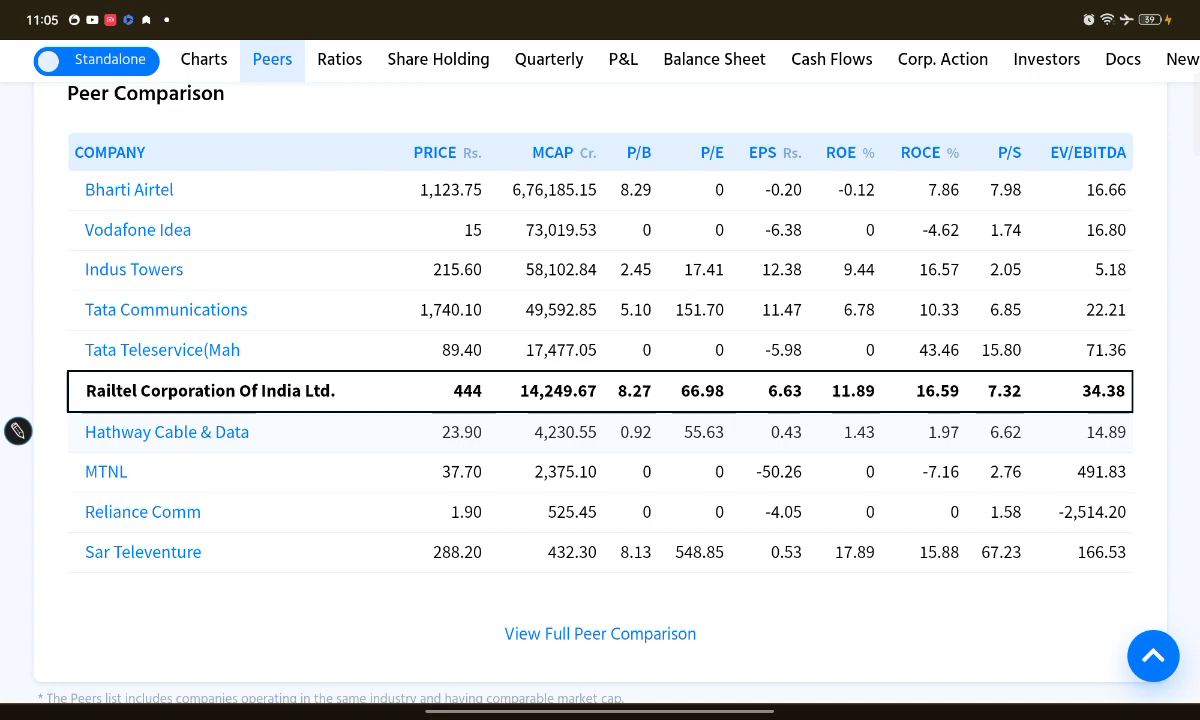 11:05 39
Standalone Charts Peers Ratios Share Holding Quarterly P&L Balance Sheet Cash Flows Corp. Action Investors Docs New
Peer Comparison
COMPANY PRICE Rs. MCAP Cr. P/B P/E EPS Rs. ROE % ROCE % P/S EV/EBITDA
Bharti Airtel 1,123.75 6,76,185.15 8.29 0 -0.20 -0.12 7.86 7.98 16.66
Vodafone Idea 15 73,019.53 0 0 -6.38 0 -4.62 1.74 16.80
Indus Towers 215.60 58,102.84 2.45 17.41 12.38 9.44 16.57 2.05 5.18
Tata Communications 1,740.10 49,592.85 5.10 151.70 11.47 6.78 10.33 6.85 22.21
Tata Teleservice(Mah 89.40 17,477.05 0 0 -5.98 0 43.46 15.80 71.36
Railtel Corporation Of India Ltd. 444 14,249.67 8.27 66.98 6.63 11.89 16.59 7.32 34.38
Hathway Cable & Data 23.90 4,230.55 0.92 55.63 0.43 1.43 1.97 6.62 14.89
MTNL 37.70 2,375.10 0 0 -50.26 0 -7.16 2.76 491.83
Reliance Comm 1.90 525.45 0 0 -4.05 0 0 1.58 -2,514.20
Sar Televenture 288.20 432.30 8.13 548.85 0.53 17.89 15.88 67.23 166.53
View Full Peer Comparison
* The Peers list includes companies operating in the same industry and having comparable market cap.